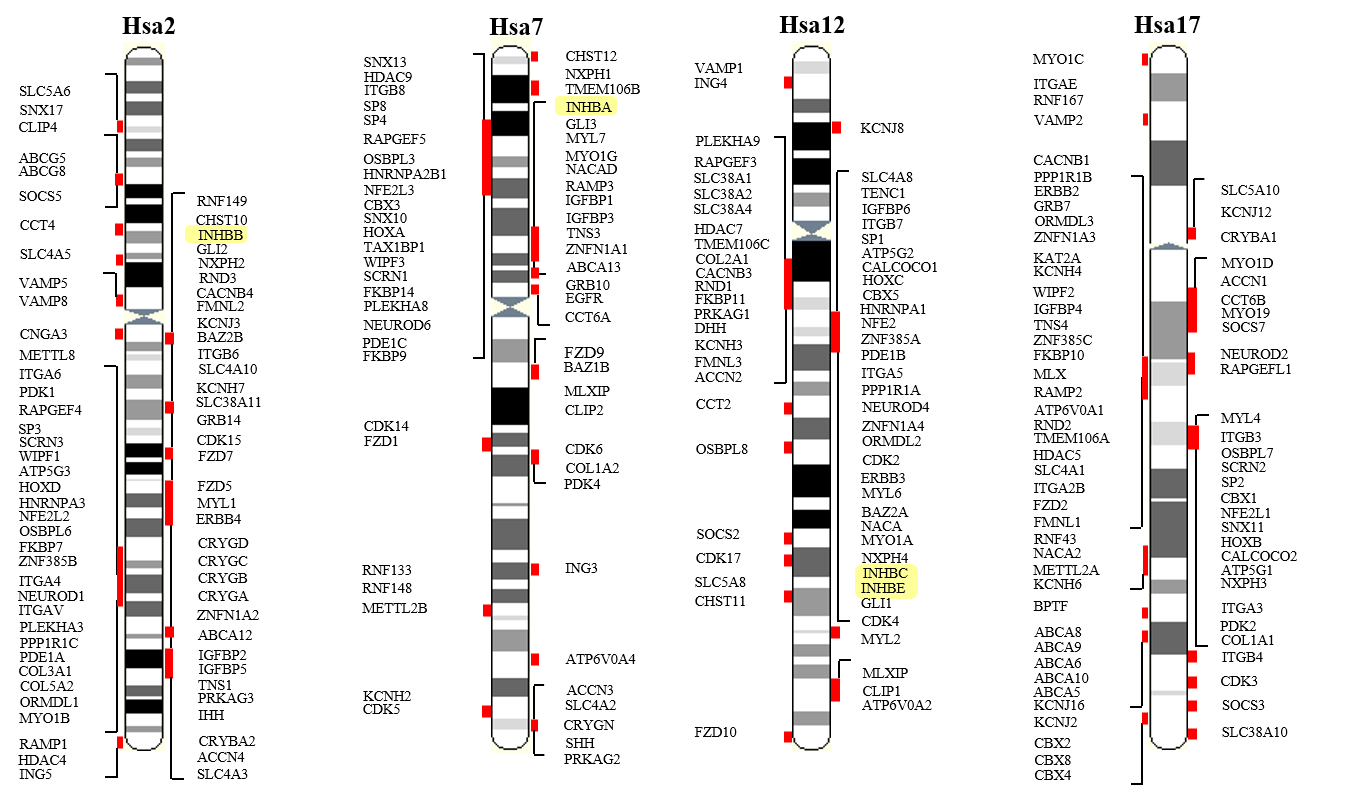 Hsa2
SLC5A6
SNX17
CLIP4
ABCG5
ABCG8
SOCS5
CCT4
SLC4A5
VAMP5
VAMP8
CNGA3
METTL8
ITGA6
PDK1
RAPGEF4
SP3
SCRN3
WIPF1
ATP5G3
HOXD
HNRNPA3
NFE2L2
OSBPL6
FKBP7
ZNF385B
ITGA4
NEUROD1
ITGAV
PLEKHA3
PPP1R1C
PDE1A
COL3A1
COL5A2
ORMDL1
MYO1B
RAMP1
HDAC4
ING5
RNF149
CHST10
INHBB
GLI2
NXPH2
RND3
CACNB4
FMNL2
KCNJ3
BAZ2B
ITGB6
SLC4A10
KCNH7
SLC38A11
GRB14
CDK15
FZD7
FZD5
MYL1
ERBB4
CRYGD
CRYGC
CRYGB
CRYGA
ZNFN1A2
ABCA12
IGFBP2
IGFBP5
TNS1
PRKAG3
IHH
CRYBA2
ACCN4
SLC4A3
Hsa7
SNX13
HDAC9
ITGB8
SP8
SP4
RAPGEF5
OSBPL3
HNRNPA2B1
NFE2L3
CBX3
SNX10
HOXA
TAX1BP1
WIPF3
SCRN1
FKBP14
PLEKHA8
NEUROD6
PDE1C
FKBP9
CDK14
FZD1
RNF133
RNF148
METTL2B
KCNH2
CDK5
CHST12
NXPH1
TMEM106B
INHBA
GLI3
MYL7
MYO1G
NACAD
RAMP3
IGFBP1
IGFBP3
TNS3
ZNFN1A1
ABCA13
GRB10
EGFR
CCT6A
FZD9
BAZ1B
MLXIP
CLIP2
CDK6
COL1A2
PDK4
ING3
ATP6V0A4
ACCN3
SLC4A2
CRYGN
SHH
PRKAG2
Hsa12
VAMP1
ING4
PLEKHA9
RAPGEF3
SLC38A1
SLC38A2
SLC38A4
HDAC7
TMEM106C
COL2A1
CACNB3
RND1
FKBP11
PRKAG1
DHH
KCNH3
FMNL3
ACCN2
CCT2
OSBPL8
SOCS2
CDK17
SLC5A8
CHST11
FZD10
KCNJ8
SLC4A8
TENC1
IGFBP6
ITGB7
SP1
ATP5G2
CALCOCO1
HOXC
CBX5
HNRNPA1
NFE2
ZNF385A
PDE1B
ITGA5
PPP1R1A
NEUROD4
ZNFN1A4
ORMDL2
CDK2
ERBB3
MYL6
BAZ2A
NACA
MYO1A
NXPH4
INHBC
INHBE
GLI1
CDK4
MYL2
MLXIP
CLIP1
ATP6V0A2
Hsa17
MYO1C
ITGAE
RNF167
VAMP2
CACNB1
PPP1R1B
ERBB2
GRB7
ORMDL3
ZNFN1A3
KAT2A
KCNH4
WIPF2
IGFBP4
TNS4
ZNF385C
FKBP10
MLX
RAMP2
ATP6V0A1
RND2
TMEM106A
HDAC5
SLC4A1
ITGA2B
FZD2
FMNL1
RNF43
NACA2
METTL2A
KCNH6
BPTF
ABCA8
ABCA9
ABCA6
ABCA10
ABCA5
KCNJ16
KCNJ2
CBX2
CBX8
CBX4
SLC5A10
KCNJ12
CRYBA1
MYO1D
ACCN1
CCT6B
MYO19
SOCS7
NEUROD2
RAPGEFL1
MYL4
ITGB3
OSBPL7
SCRN2
SP2
CBX1
NFE2L1
SNX11
HOXB
CALCOCO2
ATP5G1
NXPH3
ITGA3
PDK2
COL1A1
ITGB4
CDK3
SOCS3
SLC38A10